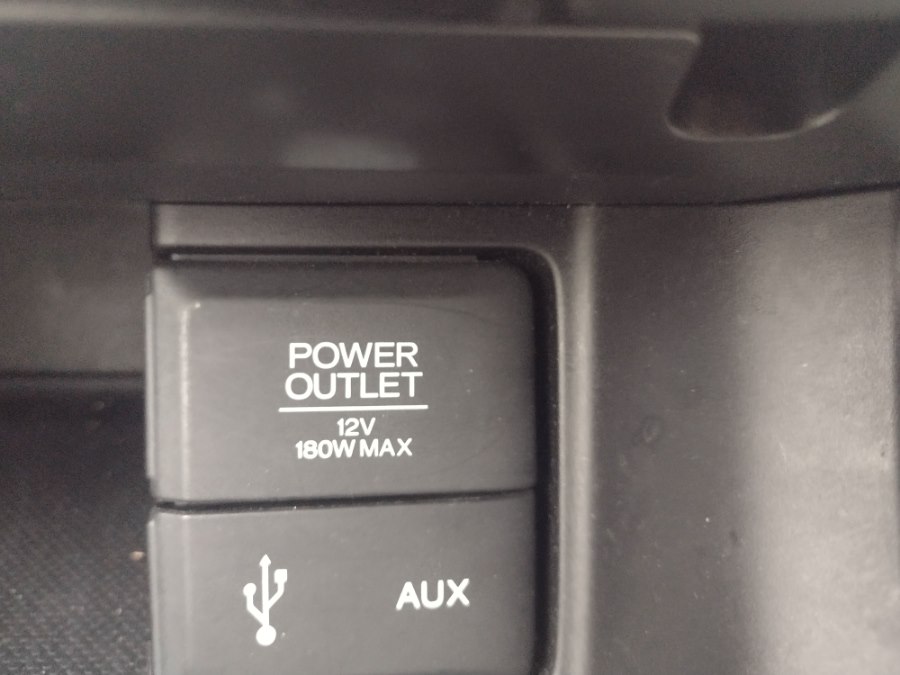 POWER
OUTLET
12V
180W MAX
AUX